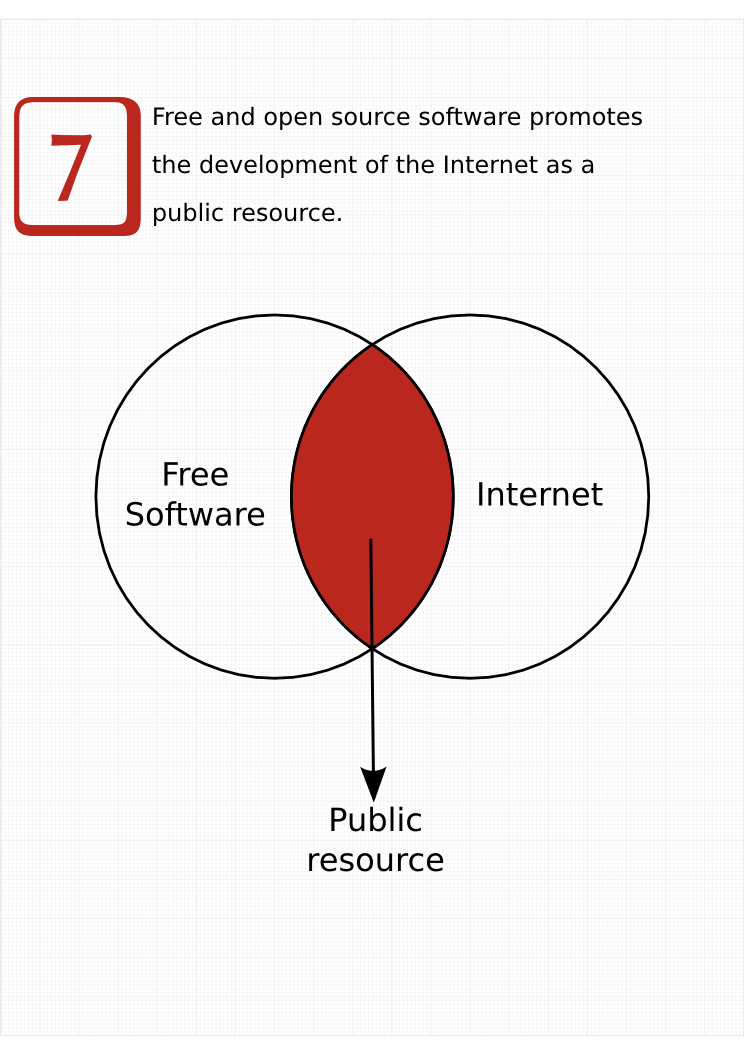 7
Free and open source software promotes
the development of the Internet as a
public resource.
Free
Software
Internet
Public
resource